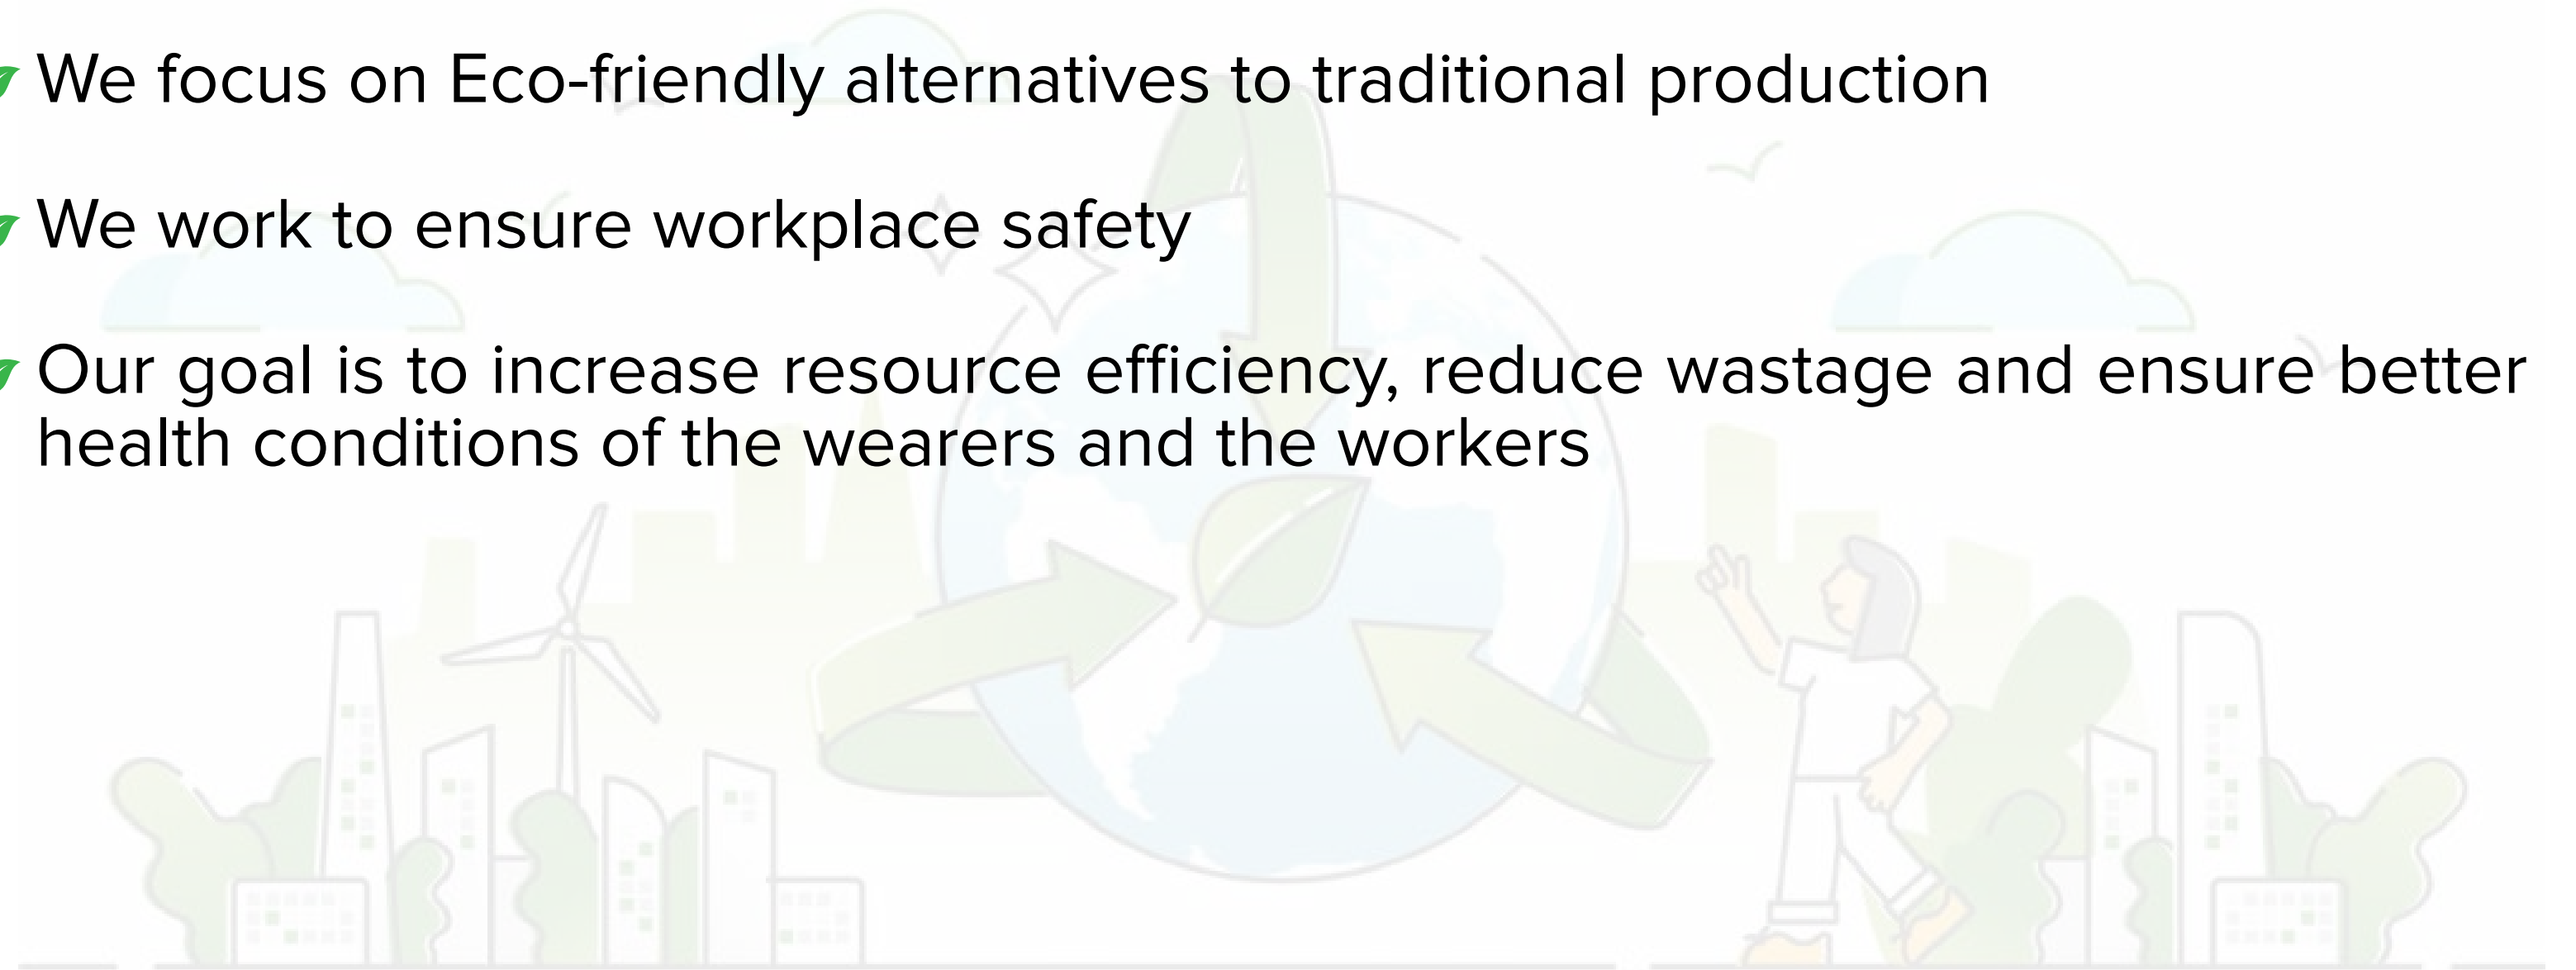 We focus on Eco-friendly alternatives to traditional production
We work to ensure workplace safety
Our goal is to increase resource efficiency, reduce wastage and ensure better
health conditions of the wearers and the workers